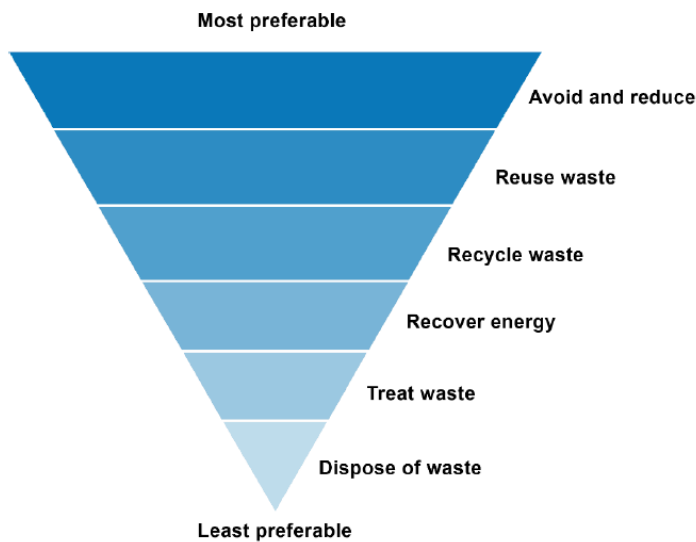 Most preferable
Avoid and reduce
Reuse waste
Recycle waste
Recover energy
Treat waste
Dispose of waste
Least preferable